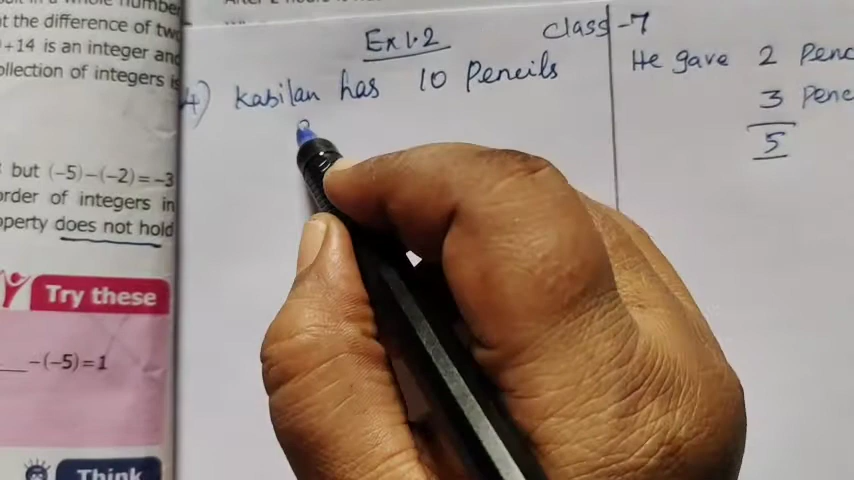 t the difference of two
+14 is an integer and
ollection of integers is
but (−5)−(−2)=−3
order of integers in
operty does not hold
Try these
−(−5)=1
Think
Ex 1.2
class -7
4) Kabilan has 10 Pencils
He gave 2 Penc
3 Penc
5